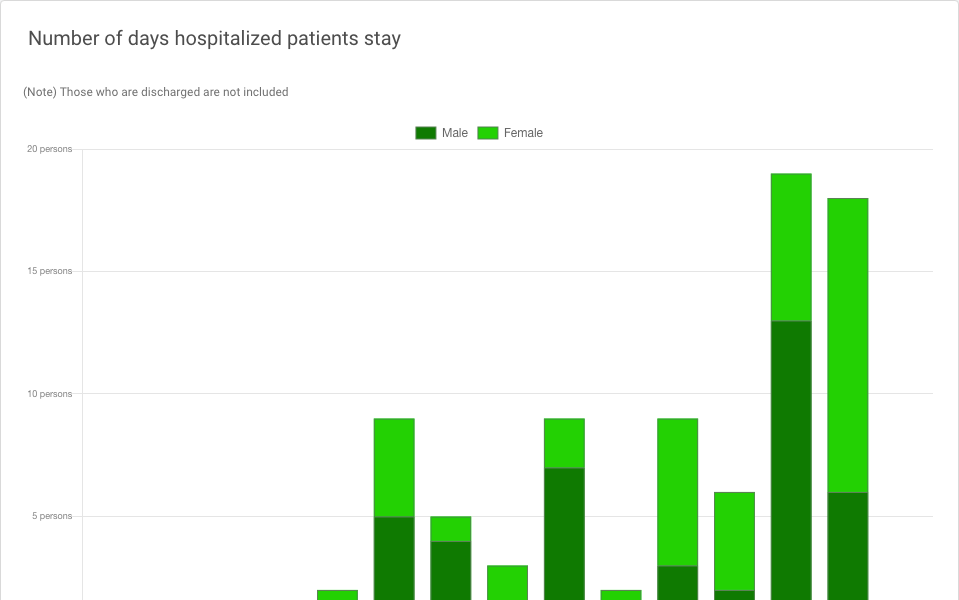 Number of days hospitalized patients stay
(Note) Those who are discharged are not included
Male Female
20 persons
15 persons
10 persons
5 persons